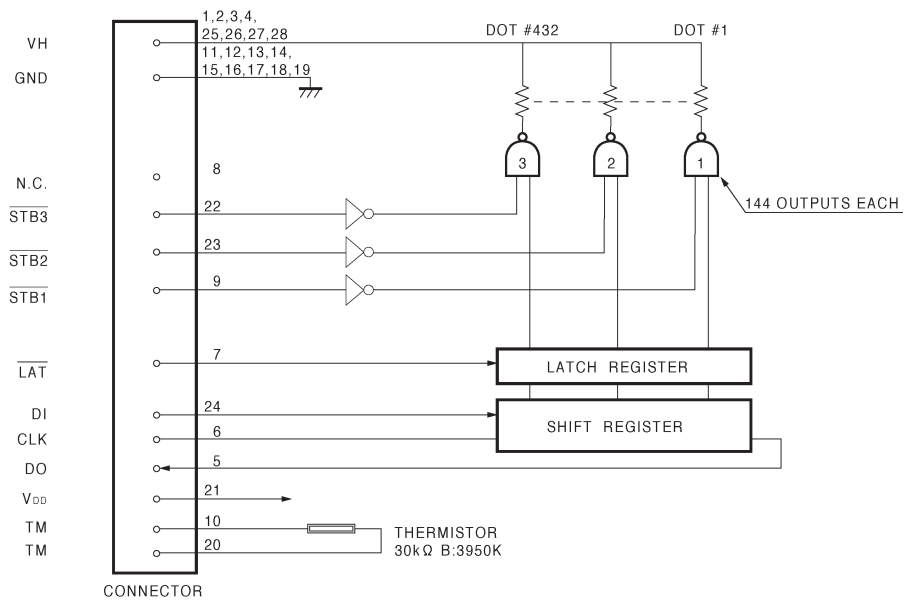 1,2,3,4,
VH 25,26,27,28 DOT #432 DOT #1
11,12,13,14,
GND 15,16,17,18,19
3 2 1
N.C. 8
144 OUTPUTS EACH
STB3 22
STB2 23
STB1 9
LAT 7 LATCH REGISTER
DI 24
CLK 6 SHIFT REGISTER
DO 5
VDD 21
TM 10 THERMISTOR
TM 20 30kΩ B:3950K
CONNECTOR